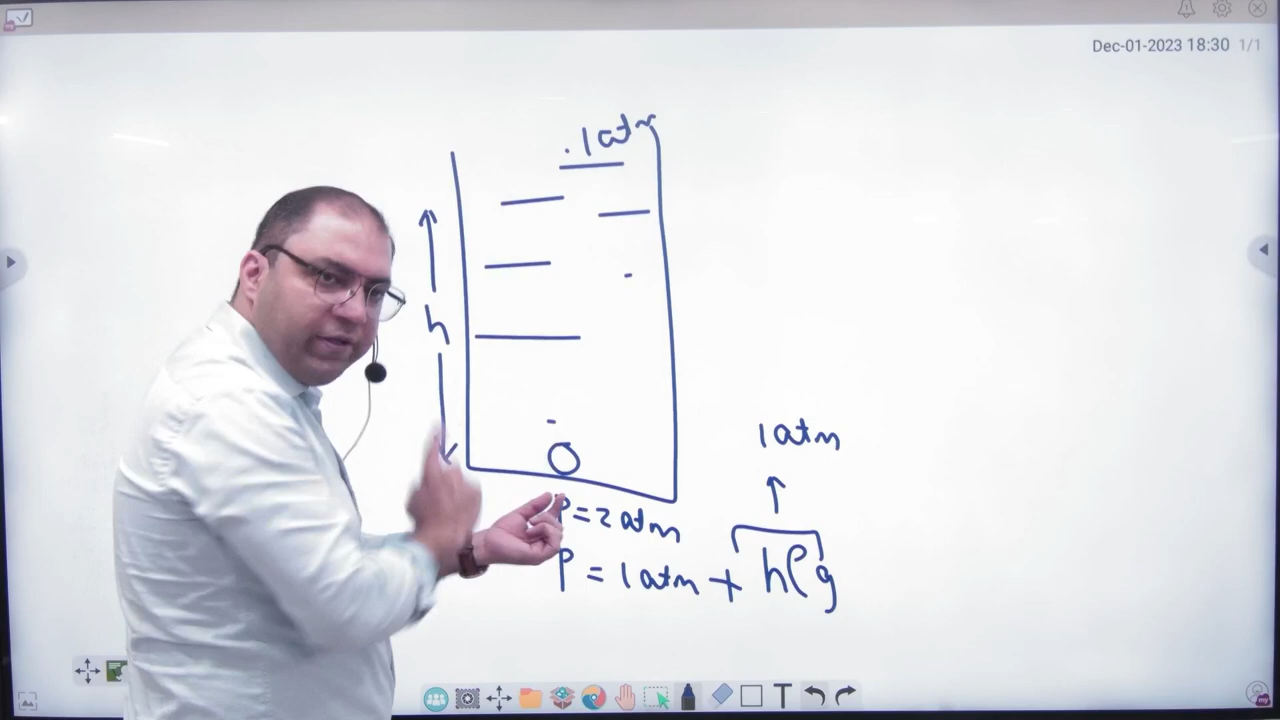 Dec-01-2023 18:30 1/1
.1atm
h
1atm
P=2atm
P = 1atm + hρg
T